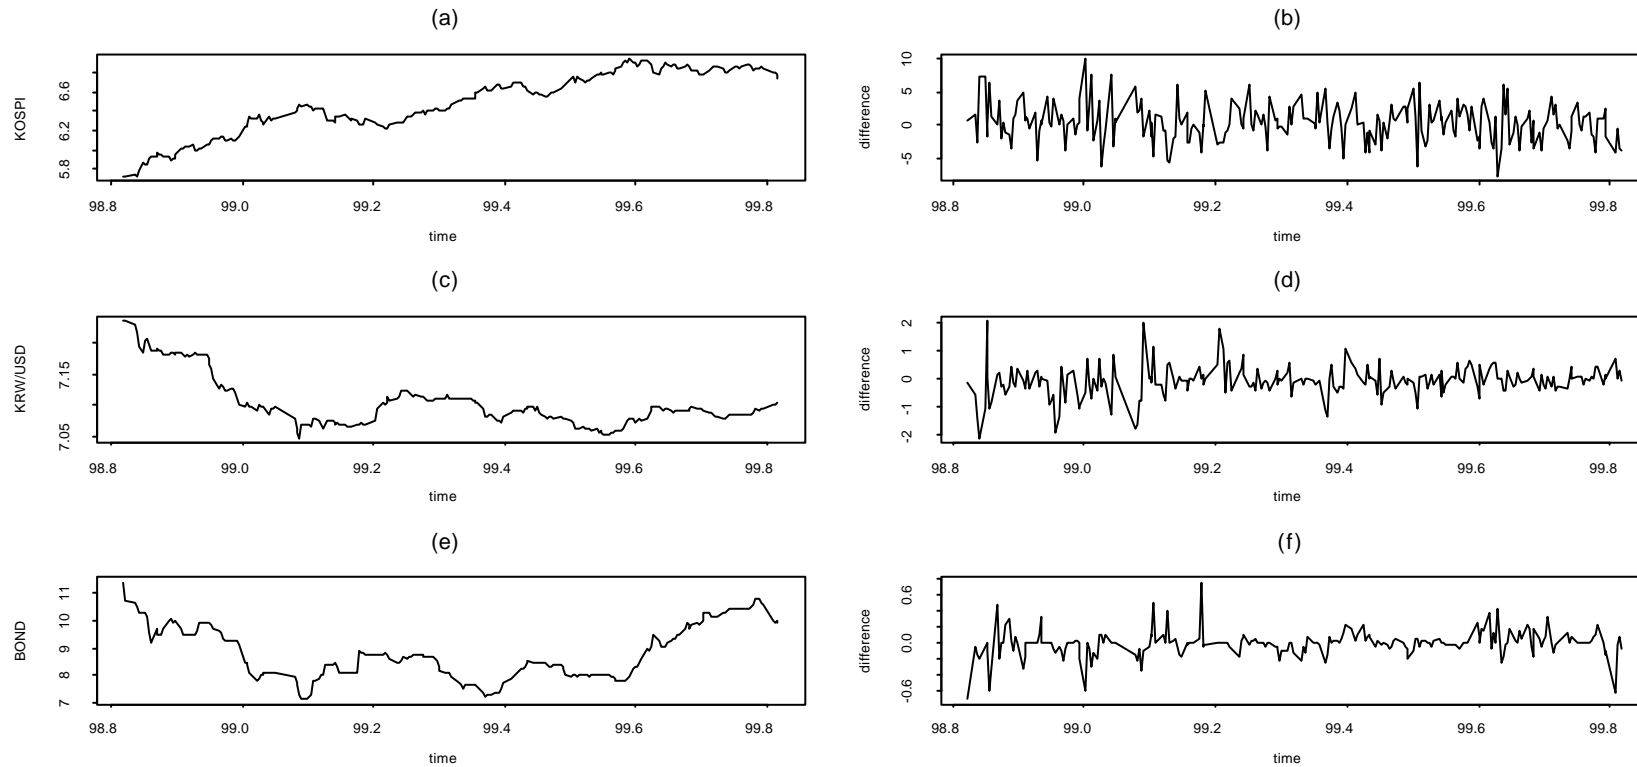 (a)
KOSPI
6.6
6.2
5.8
98.8 99.0 99.2 99.4 99.6 99.8
time
(b)
difference
10
5
0
-5
98.8 99.0 99.2 99.4 99.6 99.8
time
(c)
KRW/USD
7.15
7.05
98.8 99.0 99.2 99.4 99.6 99.8
time
(d)
difference
2
1
0
-1
-2
98.8 99.0 99.2 99.4 99.6 99.8
time
(e)
BOND
11
10
9
8
7
98.8 99.0 99.2 99.4 99.6 99.8
time
(f)
difference
0.6
0.0
-0.6
98.8 99.0 99.2 99.4 99.6 99.8
time